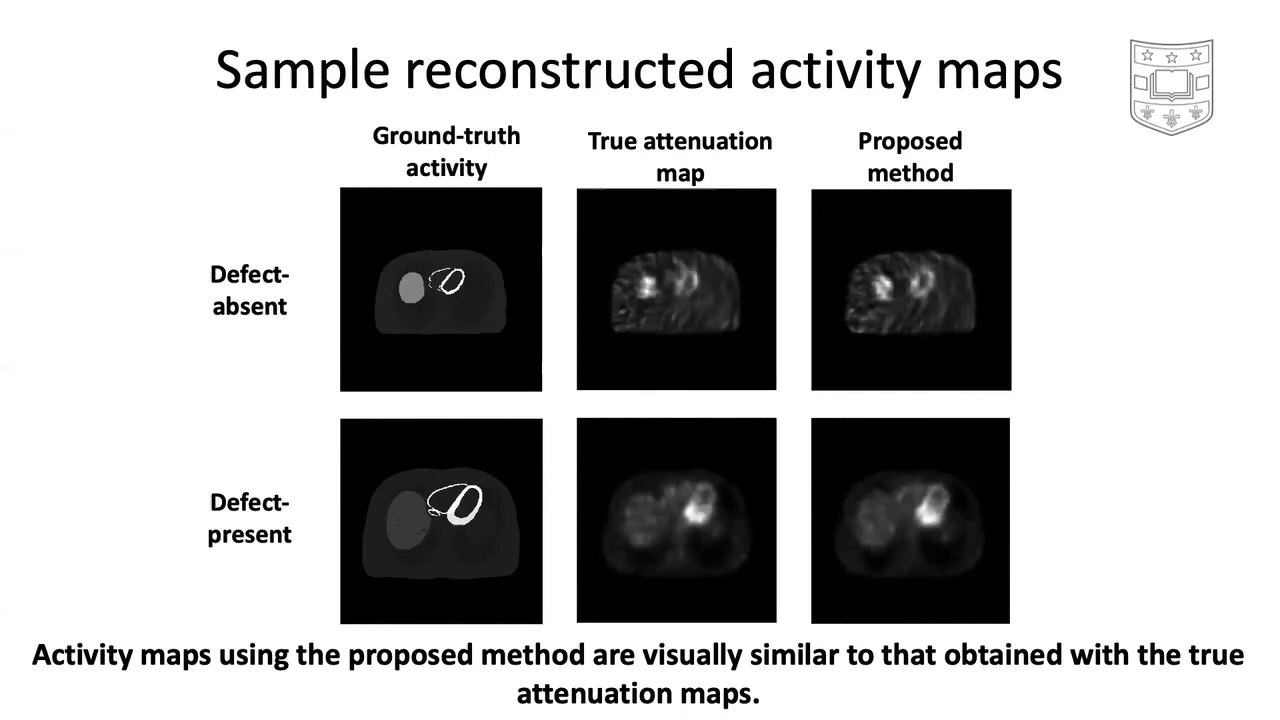 Sample reconstructed activity maps
Ground-truth
activity
True attenuation
map
Proposed
method
Defect-
absent
Defect-
present
Activity maps using the proposed method are visually similar to that obtained with the true
attenuation maps.